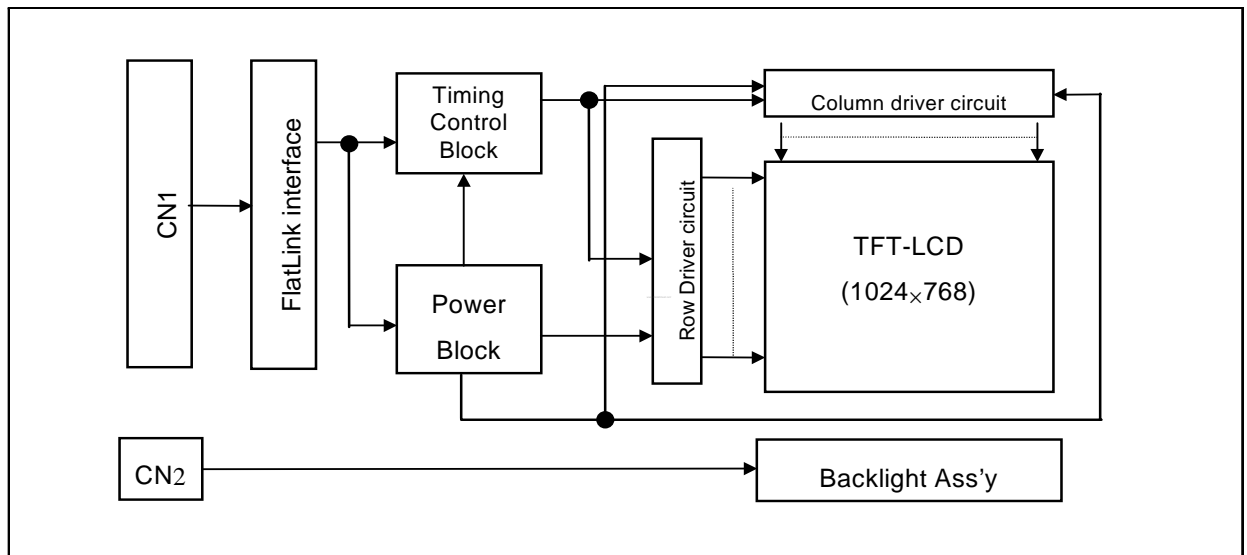 CN1
FlatLink interface
Timing
Control
Block
Power
Block
Row Driver circuit
Column driver circuit
TFT-LCD
(1024×768)
CN2
Backlight Ass'y